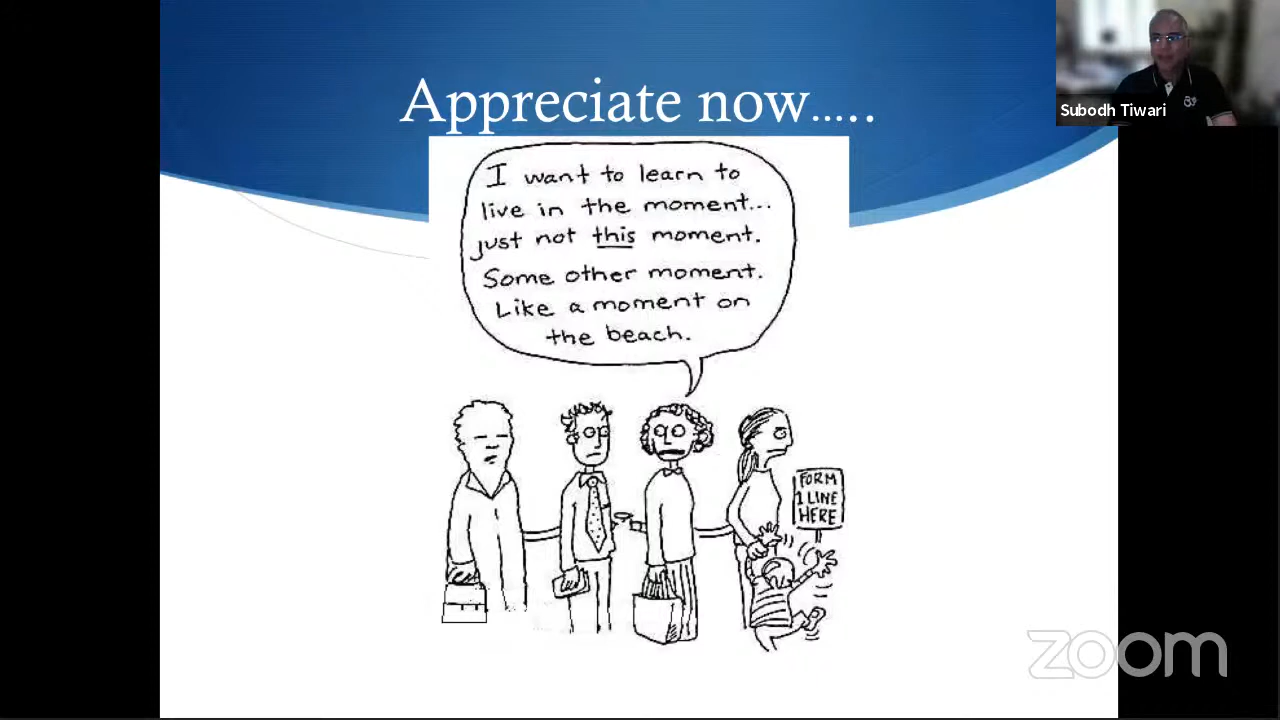 Appreciate now.....
Subodh Tiwari
I want to learn to
live in the moment...
just not this moment.
Some other moment.
Like a moment on
the beach.
FORM
1 LINE
HERE
zoom